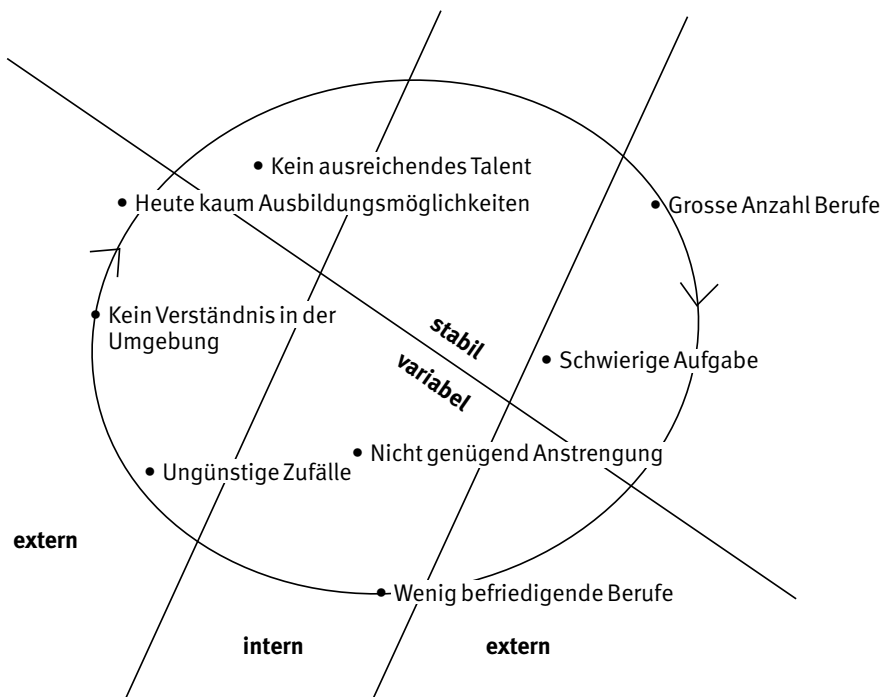 Kein ausreichendes Talent
Heute kaum Ausbildungsmöglichkeiten
Grosse Anzahl Berufe
Kein Verständnis in der
Umgebung
stabil
variabel
Schwierige Aufgabe
Nicht genügend Anstrengung
Ungünstige Zufälle
extern
Wenig befriedigende Berufe
intern
extern